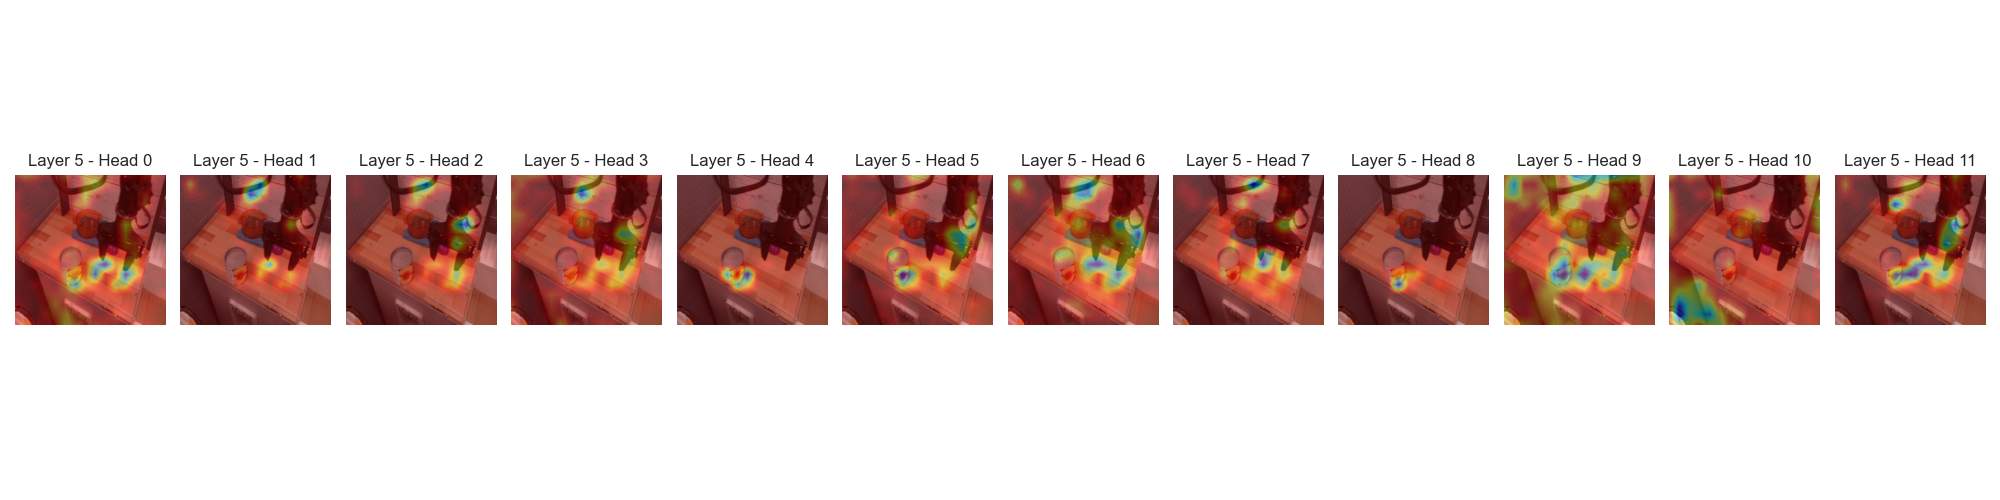 Layer 5 - Head 0
Layer 5 - Head 1
Layer 5 - Head 2
Layer 5 - Head 3
Layer 5 - Head 4
Layer 5 - Head 5
Layer 5 - Head 6
Layer 5 - Head 7
Layer 5 - Head 8
Layer 5 - Head 9
Layer 5 - Head 10
Layer 5 - Head 11